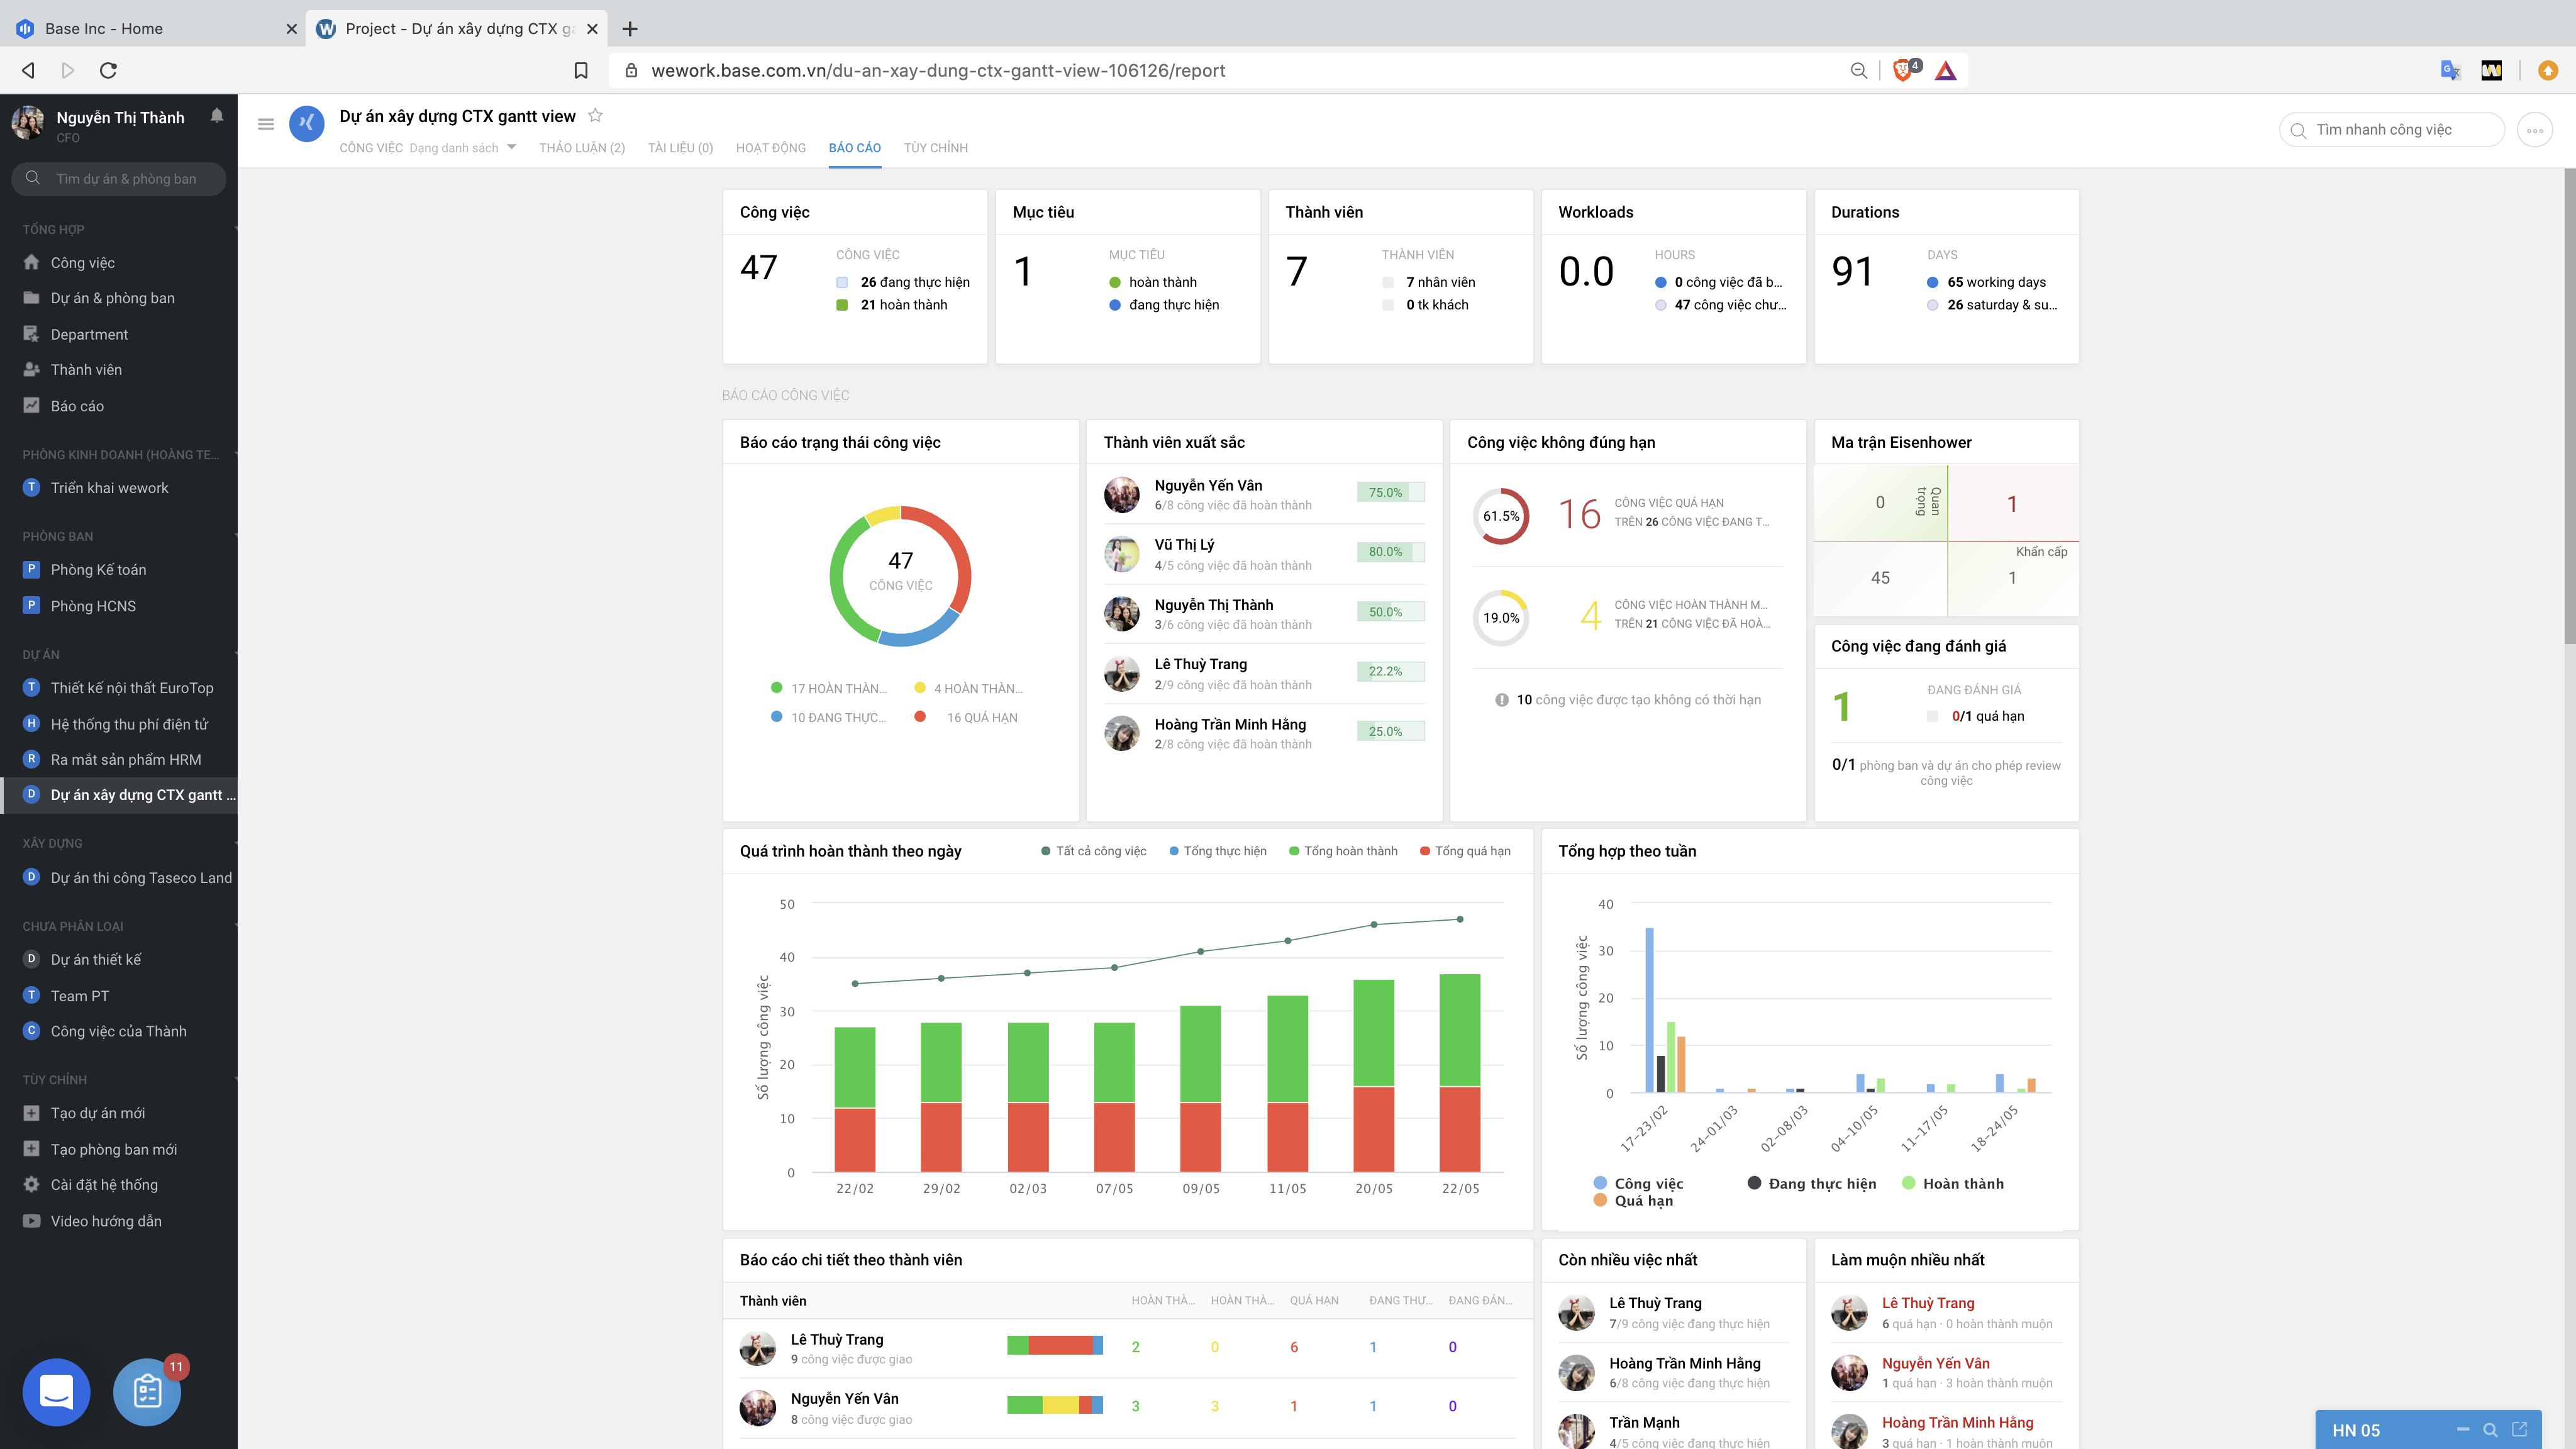 Base Inc - Home
Project - Dự án xây dựng CTX ga
wework.base.com.vn/du-an-xay-dung-ctx-gantt-view-106126/report
4
Nguyễn Thị Thành
CFO
Tìm dự án & phòng ban
TỔNG HỢP
Công việc
Dự án & phòng ban
Department
Thành viên
Báo cáo
PHÒNG KINH DOANH (HOÀNG TE...
T Triển khai wework
PHÒNG BAN
P Phòng Kế toán
P Phòng HCNS
DỰ ÁN
T Thiết kế nội thất EuroTop
H Hệ thống thu phí điện tử
R Ra mắt sản phẩm HRM
D Dự án xây dựng CTX gantt ...
XÂY DỰNG
D Dự án thi công Taseco Land
CHƯA PHÂN LOẠI
D Dự án thiết kế
T Team PT
C Công việc của Thành
TÙY CHỈNH
Tạo dự án mới
Tạo phòng ban mới
Cài đặt hệ thống
Video hướng dẫn
11
Dự án xây dựng CTX gantt view
CÔNG VIỆC Dạng danh sách THẢO LUẬN (2) TÀI LIỆU (0) HOẠT ĐỘNG BÁO CÁO TÙY CHỈNH
Tìm nhanh công việc
Công việc
47
CÔNG VIỆC
26 đang thực hiện
21 hoàn thành
Mục tiêu
1
MỤC TIÊU
hoàn thành
đang thực hiện
Thành viên
7
THÀNH VIÊN
7 nhân viên
0 tk khách
Workloads
0.0
HOURS
0 công việc đã b...
47 công việc chư...
Durations
91
DAYS
65 working days
26 saturday & su...
BÁO CÁO CÔNG VIỆC
Báo cáo trạng thái công việc
47
CÔNG VIỆC
17 HOÀN THÀN...
4 HOÀN THÀN...
10 ĐANG THỰC...
16 QUÁ HẠN
Thành viên xuất sắc
Nguyễn Yến Vân
6/8 công việc đã hoàn thành
75.0%
Vũ Thị Lý
4/5 công việc đã hoàn thành
80.0%
Nguyễn Thị Thành
3/6 công việc đã hoàn thành
50.0%
Lê Thuỳ Trang
2/9 công việc đã hoàn thành
22.2%
Hoàng Trần Minh Hằng
2/8 công việc đã hoàn thành
25.0%
Công việc không đúng hạn
61.5%
16
CÔNG VIỆC QUÁ HẠN
TRÊN 26 CÔNG VIỆC ĐANG T...
19.0%
4
CÔNG VIỆC HOÀN THÀNH M...
TRÊN 21 CÔNG VIỆC ĐÃ HOÀ...
10 công việc được tạo không có thời hạn
Ma trận Eisenhower
0
Quan trọng
1
Khẩn cấp
45
1
Công việc đang đánh giá
1
ĐANG ĐÁNH GIÁ
0/1 quá hạn
0/1 phòng ban và dự án cho phép review
công việc
Quá trình hoàn thành theo ngày
Tất cả công việc Tổng thực hiện Tổng hoàn thành Tổng quá hạn
Số lượng công việc
50
40
30
20
10
0
22/02 29/02 02/03 07/05 09/05 11/05 20/05 22/05
Tổng hợp theo tuần
Số lượng công việc
40
30
20
10
0
17-23/02 24-01/03 02-08/03 04-10/05 11-17/05 18-24/05
Công việc Đang thực hiện Hoàn thành
Quá hạn
Báo cáo chi tiết theo thành viên
Thành viên HOÀN THÀ... HOÀN THÀ... QUÁ HẠN ĐANG THỰ... ĐANG ĐÁN...
Lê Thuỳ Trang
9 công việc được giao
2 0 6 1 0
Nguyễn Yến Vân
8 công việc được giao
3 3 1 1 0
Còn nhiều việc nhất
Lê Thuỳ Trang
7/9 công việc đang thực hiện
Hoàng Trần Minh Hằng
6/8 công việc đang thực hiện
Trần Mạnh
4/5 công việc đang thực hiện
Làm muộn nhiều nhất
Lê Thuỳ Trang
6 quá hạn · 0 hoàn thành muộn
Nguyễn Yến Vân
1 quá hạn · 3 hoàn thành muộn
Hoàng Trần Minh Hằng
3 quá hạn · 1 hoàn thành muộn
HN 05